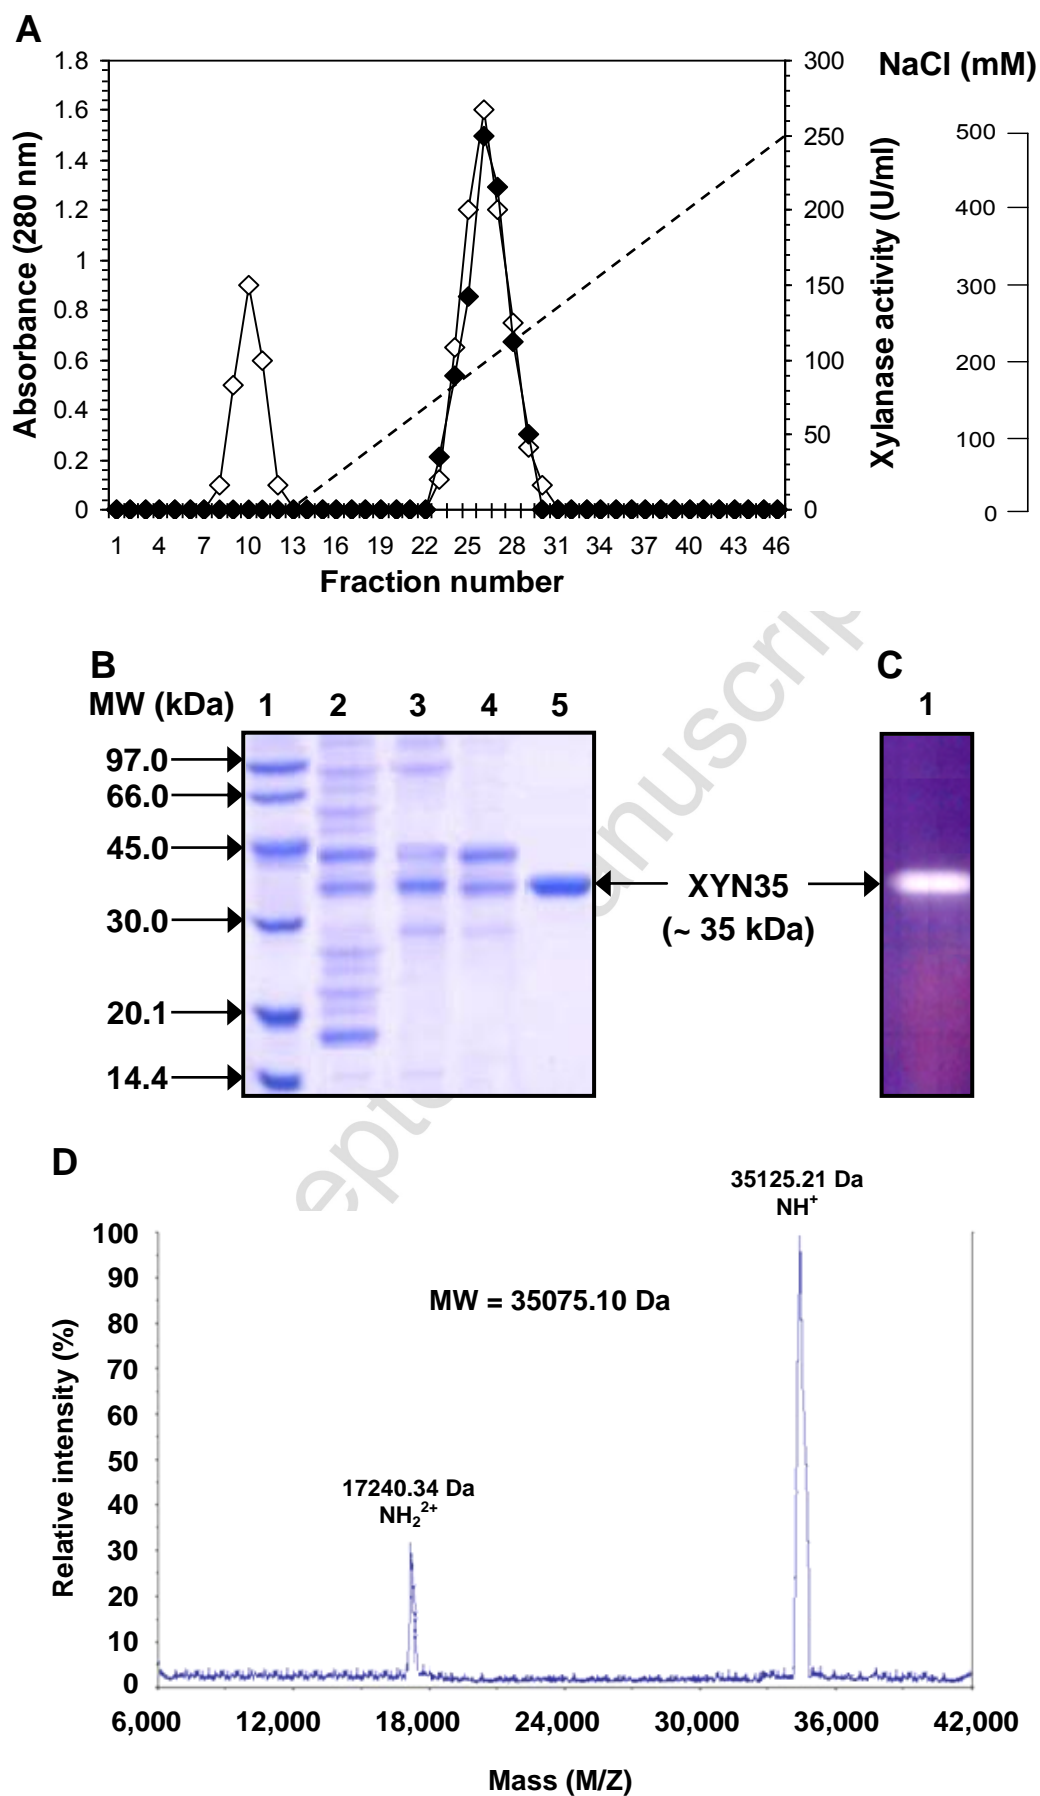 A
NaCl (mM)
Absorbance (280 nm)
1.8
1.6
1.4
1.2
1
0.8
0.6
0.4
0.2
0
300
250
200
150
100
50
0
Xylanase activity (U/ml)
500
400
300
200
100
0
1 4 7 10 13 16 19 22 25 28 31 34 37 40 43 46
Fraction number
B
MW (kDa) 1 2 3 4 5
97.0
66.0
45.0
30.0
20.1
14.4
XYN35
(~ 35 kDa)
C
1
D
35125.21 Da
NH+
MW = 35075.10 Da
17240.34 Da
NH2 2+
Relative intensity (%)
100
90
80
70
60
50
40
30
20
10
0
6,000 12,000 18,000 24,000 30,000 36,000 42,000
Mass (M/Z)